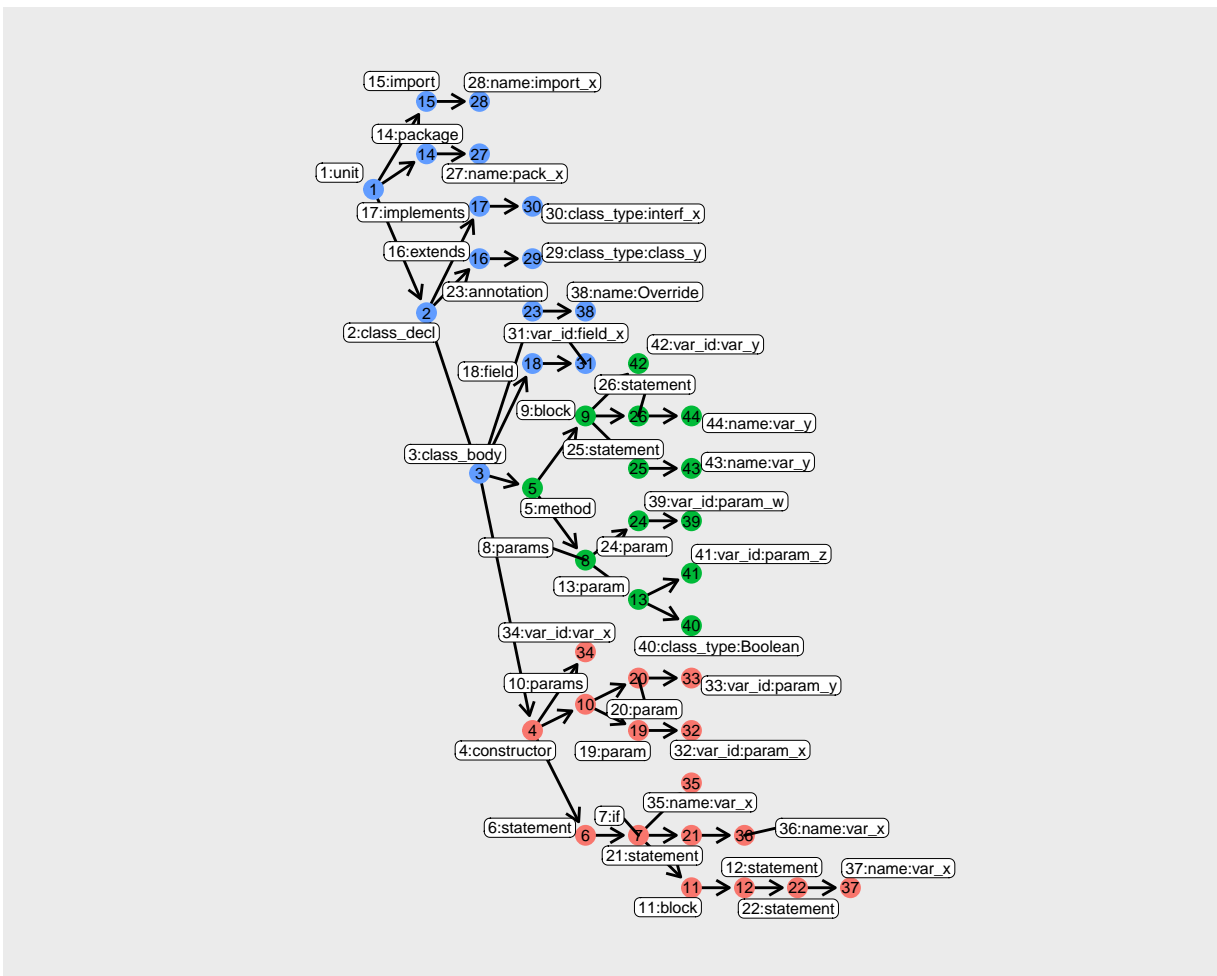 15:import
28:name:import_x
15
28
14:package
14
27
1:unit
27:name:pack_x
1
17:implements
17
30
30:class_type:interf_x
16:extends
16
29
29:class_type:class_y
23:annotation
38:name:Override
2
23
38
2:class_decl
31:var_id:field_x
42:var_id:var_y
18:field
18
31
42
26:statement
9:block
9
26
44
44:name:var_y
25:statement
3:class_body
3
25
43
43:name:var_y
5
5:method
39:var_id:param_w
24
39
8:params
24:param
8
41:var_id:param_z
13:param
41
13
40
34:var_id:var_x
40:class_type:Boolean
34
10:params
20
33
33:var_id:param_y
10
20:param
4
19
32
4:constructor
19:param
32:var_id:param_x
35
7:if
35:name:var_x
6:statement
6
7
21
36
36:name:var_x
21:statement
12:statement
37:name:var_x
11
12
22
37
11:block
22:statement